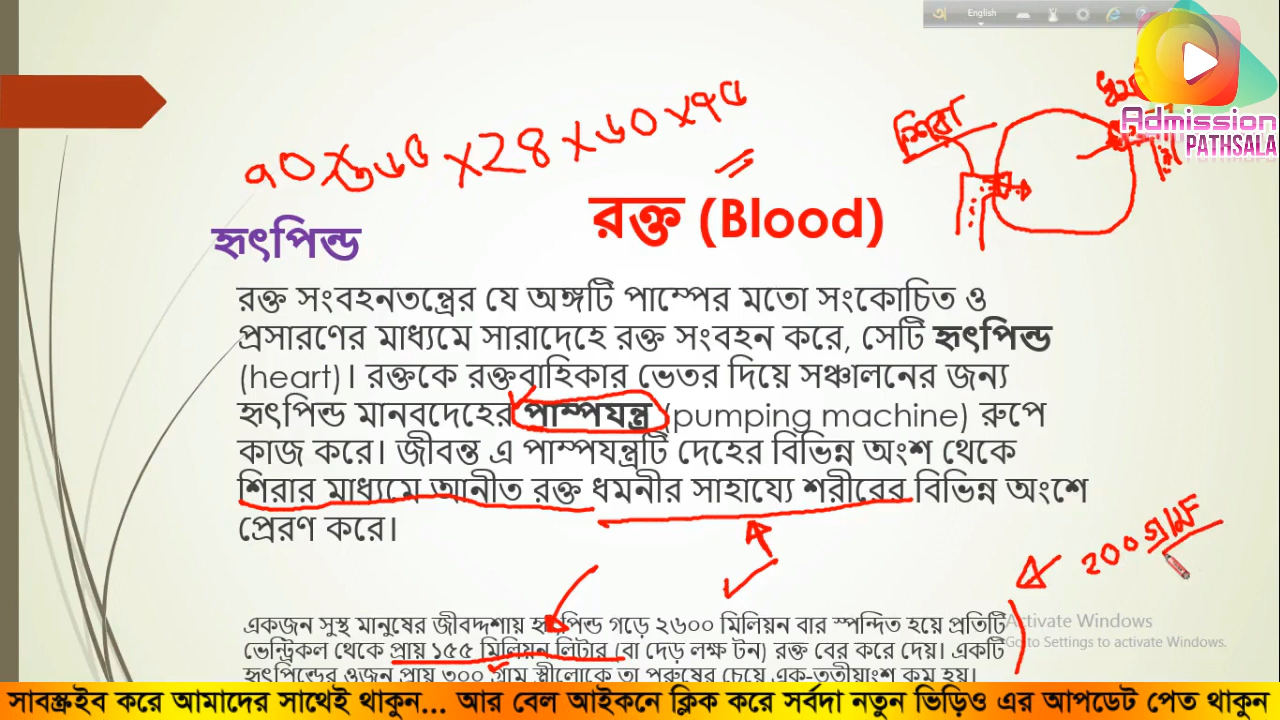 English
Admission
PATHSALA
শিরা
৭০×৩৬৫×২৪×৬০×৭৫
রক্ত (Blood)
হৃৎপিন্ড
রক্ত সংবহনতন্ত্রের যে অঙ্গটি পাম্পের মতো সংকোচিত ও
প্রসারণের মাধ্যমে সারাদেহে রক্ত সংবহন করে, সেটি হৃৎপিন্ড
(heart)। রক্তকে রক্তবাহিকার ভেতর দিয়ে সঞ্চালনের জন্য
হৃৎপিন্ড মানবদেহের পাম্পযন্ত্র (pumping machine) রুপে
কাজ করে। জীবন্ত এ পাম্পযন্ত্রটি দেহের বিভিন্ন অংশ থেকে
শিরার মাধ্যমে আনীত রক্ত ধমনীর সাহায্যে শরীরের বিভিন্ন অংশে
প্রেরণ করে।
২০০ গ্রাম
একজন সুস্থ মানুষের জীবদ্দশায় হৃৎপিন্ড গড়ে ২৬০০ মিলিয়ন বার স্পন্দিত হয়ে প্রতিটি
ভেন্ট্রিকল থেকে প্রায় ১৫৫ মিলিয়ন লিটার (বা দেড় লক্ষ টন) রক্ত বের করে দেয়। একটি
হৃৎপিন্ডের ওজন প্রায় ৩০০ গ্রাম স্ত্রীলোকে তা পুরুষের চেয়ে এক-তৃতীয়াংশ কম হয়।
Activate Windows
Go to Settings to activate Windows.
সাবস্ক্রইব করে আমাদের সাথেই থাকুন... আর বেল আইকনে ক্লিক করে সর্বদা নতুন ভিড়িও এর আপডেট পেত থাকুন